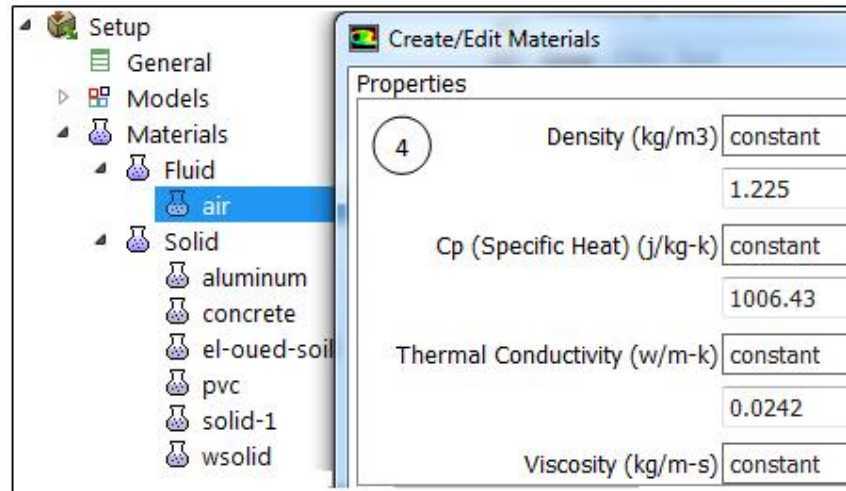 Setup
General
Models
Materials
Fluid
air
Solid
aluminum
concrete
el-oued-soil
pvc
solid-1
wsolid
Create/Edit Materials
Properties
4
Density (kg/m3) constant
1.225
Cp (Specific Heat) (j/kg-k) constant
1006.43
Thermal Conductivity (w/m-k) constant
0.0242
Viscosity (kg/m-s) constant